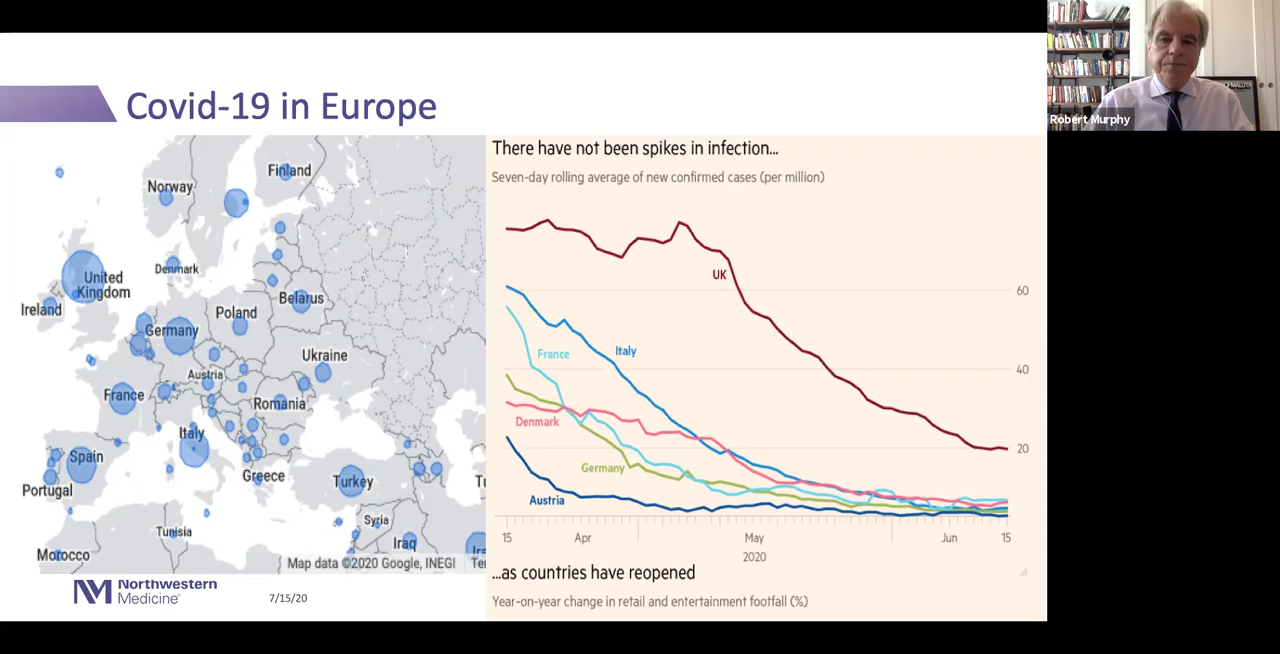 Covid-19 in Europe
Robert Murphy
Finland
Norway
Denmark
United
Kingdom
Ireland
Belarus
Poland
Germany
Ukraine
Austria
France
Romania
Italy
Spain
Greece
Turkey
Portugal
Syria
Tunisia
Iraq
Morocco
Map data ©2020 Google, INEGI
There have not been spikes in infection...
Seven-day rolling average of new confirmed cases (per million)
UK
60
Italy
France
40
Denmark
20
Germany
Austria
15 Apr May Jun 15
2020
...as countries have reopened
Year-on-year change in retail and entertainment footfall (%)
NM Northwestern
Medicine®
7/15/20